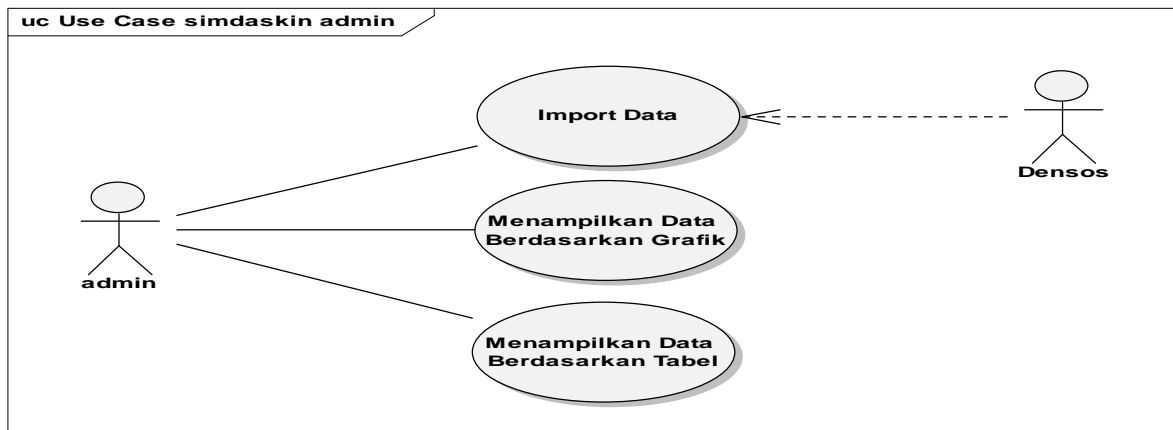 uc Use Case simdaskin admin
Import Data
Densos
Menampilkan Data
Berdasarkan Grafik
admin
Menampilkan Data
Berdasarkan Tabel